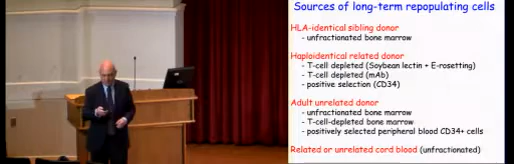 Sources of long-term repopulating cells
HLA-identical sibling donor
- unfractionated bone marrow
Haploidentical related donor
- T-cell depleted (Soybean lectin + E-rosetting)
- T-cell depleted (mAb)
- positive selection (CD34)
Adult unrelated donor
- unfractionated bone marrow
- T-cell-depleted bone marrow
- positively selected peripheral blood CD34+ cells
Related or unrelated cord blood (unfractionated)